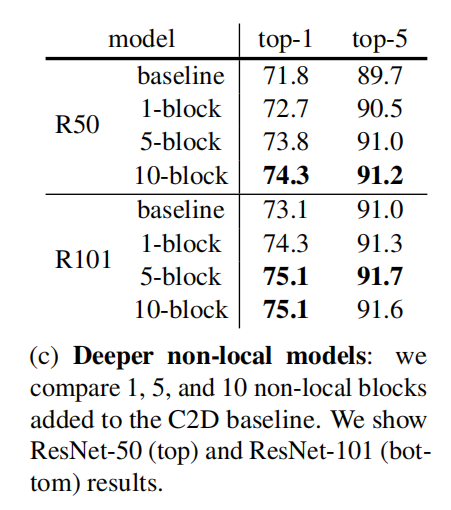 model top-1 top-5
baseline 71.8 89.7
1-block 72.7 90.5
R50
5-block 73.8 91.0
10-block 74.3 91.2
baseline 73.1 91.0
1-block 74.3 91.3
R101
5-block 75.1 91.7
10-block 75.1 91.6
(c) Deeper non-local models: we
compare 1, 5, and 10 non-local blocks
added to the C2D baseline. We show
ResNet-50 (top) and ResNet-101 (bot-
tom) results.